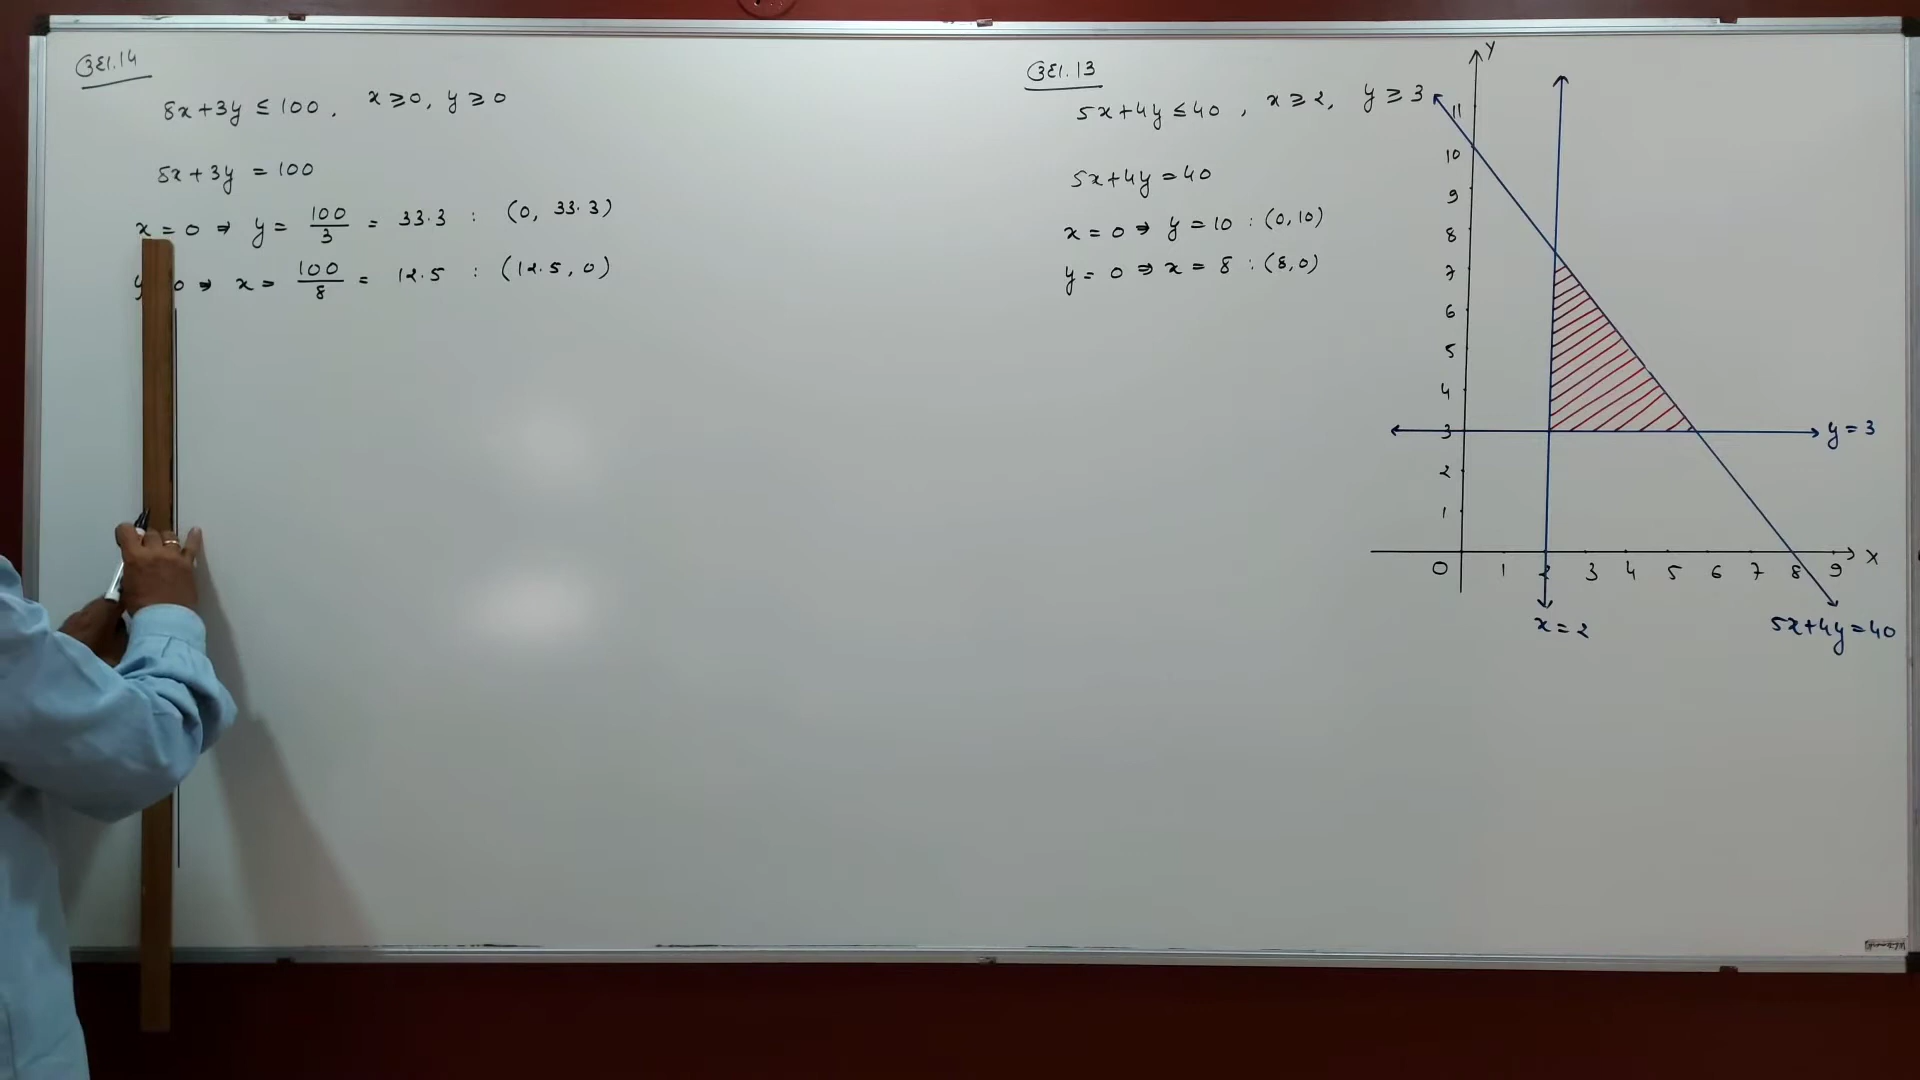 उदा.14
8x+3y ≤ 100, x ≥ 0, y ≥ 0
8x+3y = 100
x = 0 ⇒ y = 100/3 = 33.3 : (0, 33.3)
0 ⇒ x = 100/8 = 12.5 : (12.5, 0)
उदा.13
5x+4y ≤ 40, x ≥ 2, y ≥ 3
5x+4y = 40
x = 0 ⇒ y = 10 : (0,10)
y = 0 ⇒ x = 8 : (8,0)
Y
11
10
9
8
7
6
5
4
3
2
1
y = 3
X
0 1 2 3 4 5 6 7 8 9
x = 2
5x+4y=40